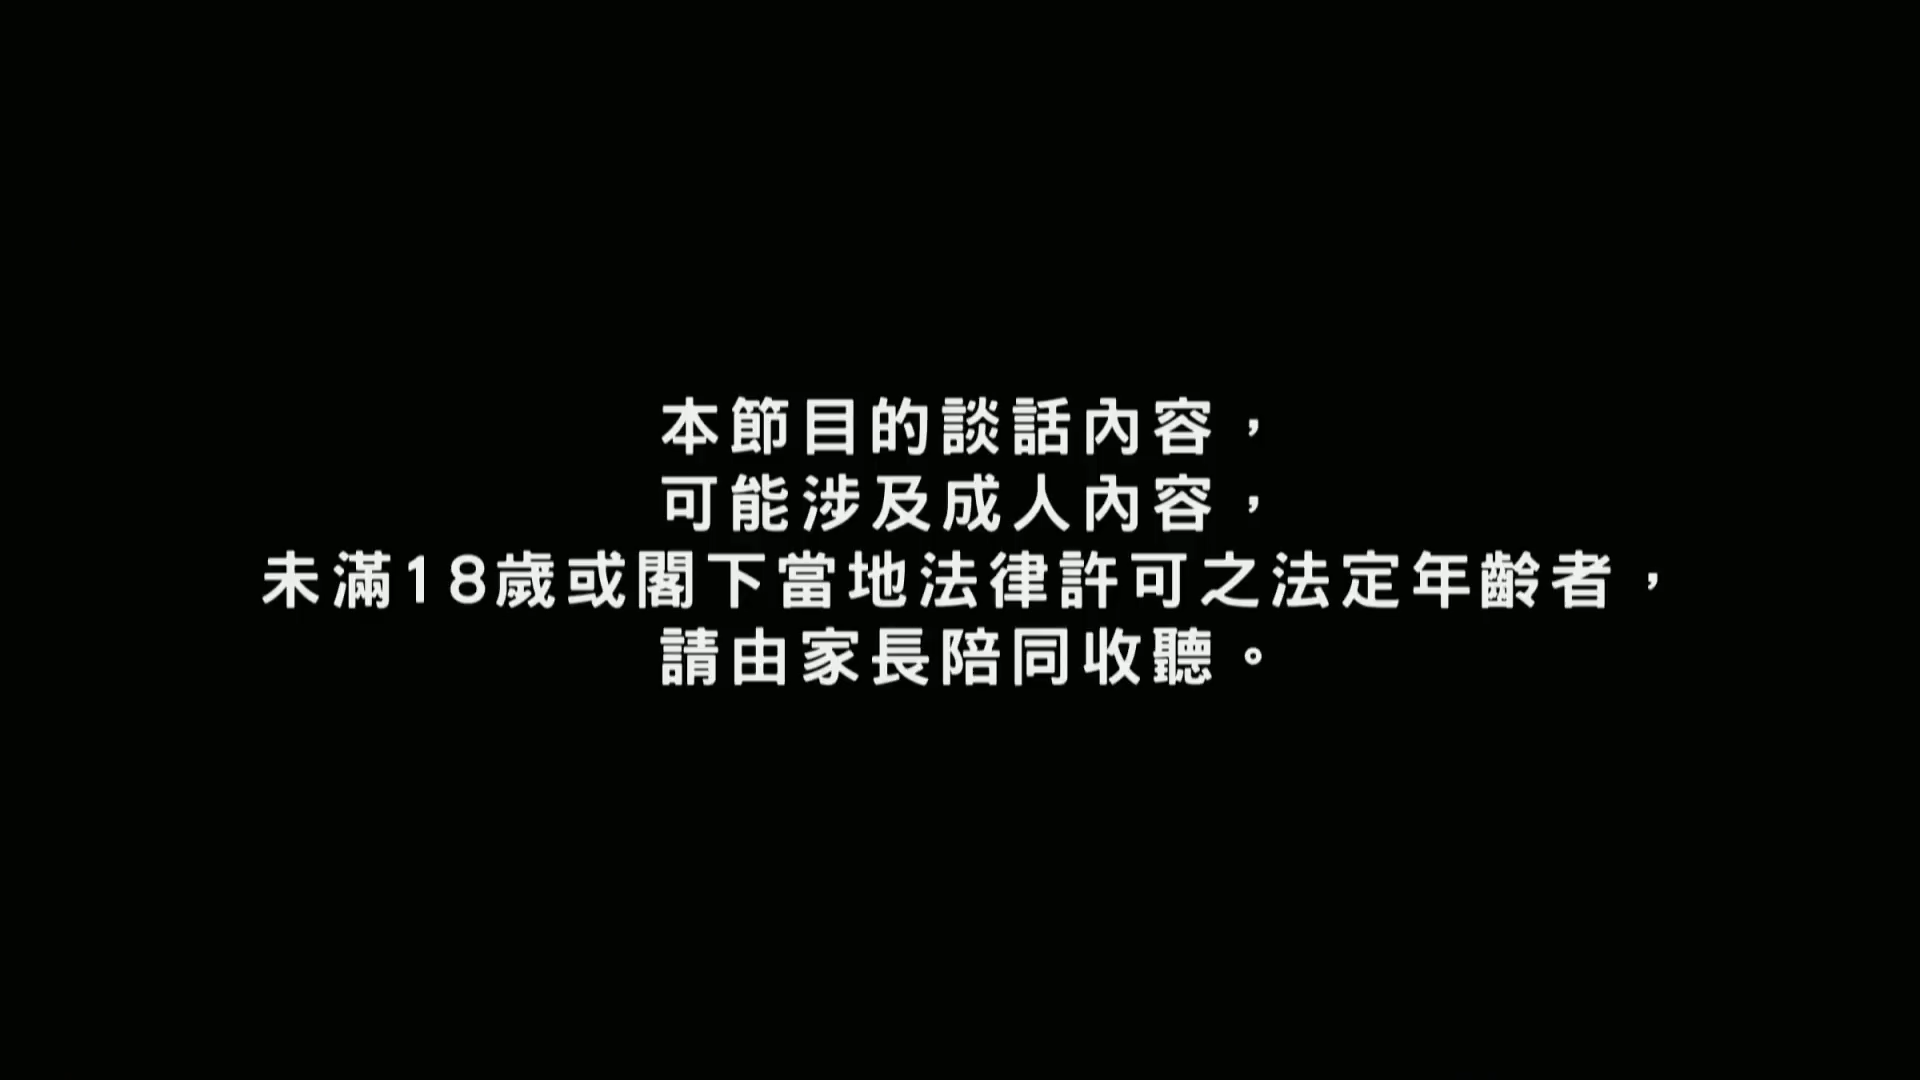 本節目的談話內容，
可能涉及成人內容，
未滿18歲或閣下當地法律許可之法定年齡者，
請由家長陪同收聽。